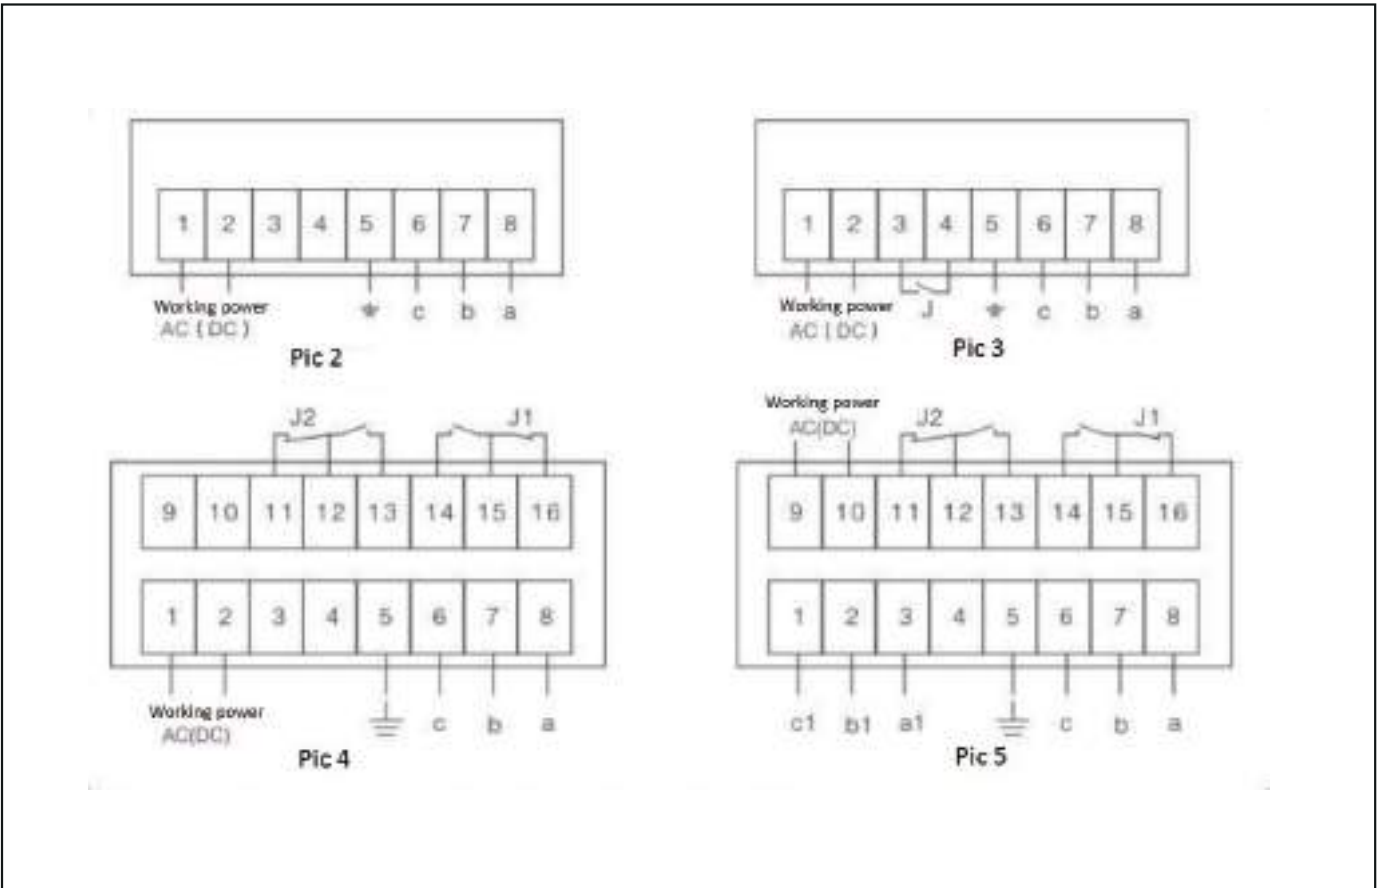 1 2 3 4 5 6 7 8
Working power
AC ( DC )
c b a
Pic 2
1 2 3 4 5 6 7 8
Working power
AC ( DC )
J
c b a
Pic 3
J2 J1
9 10 11 12 13 14 15 16
1 2 3 4 5 6 7 8
Working power
AC(DC)
c b a
Pic 4
Working power
AC(DC)
J2 J1
9 10 11 12 13 14 15 16
1 2 3 4 5 6 7 8
c1 b1 a1 c b a
Pic 5